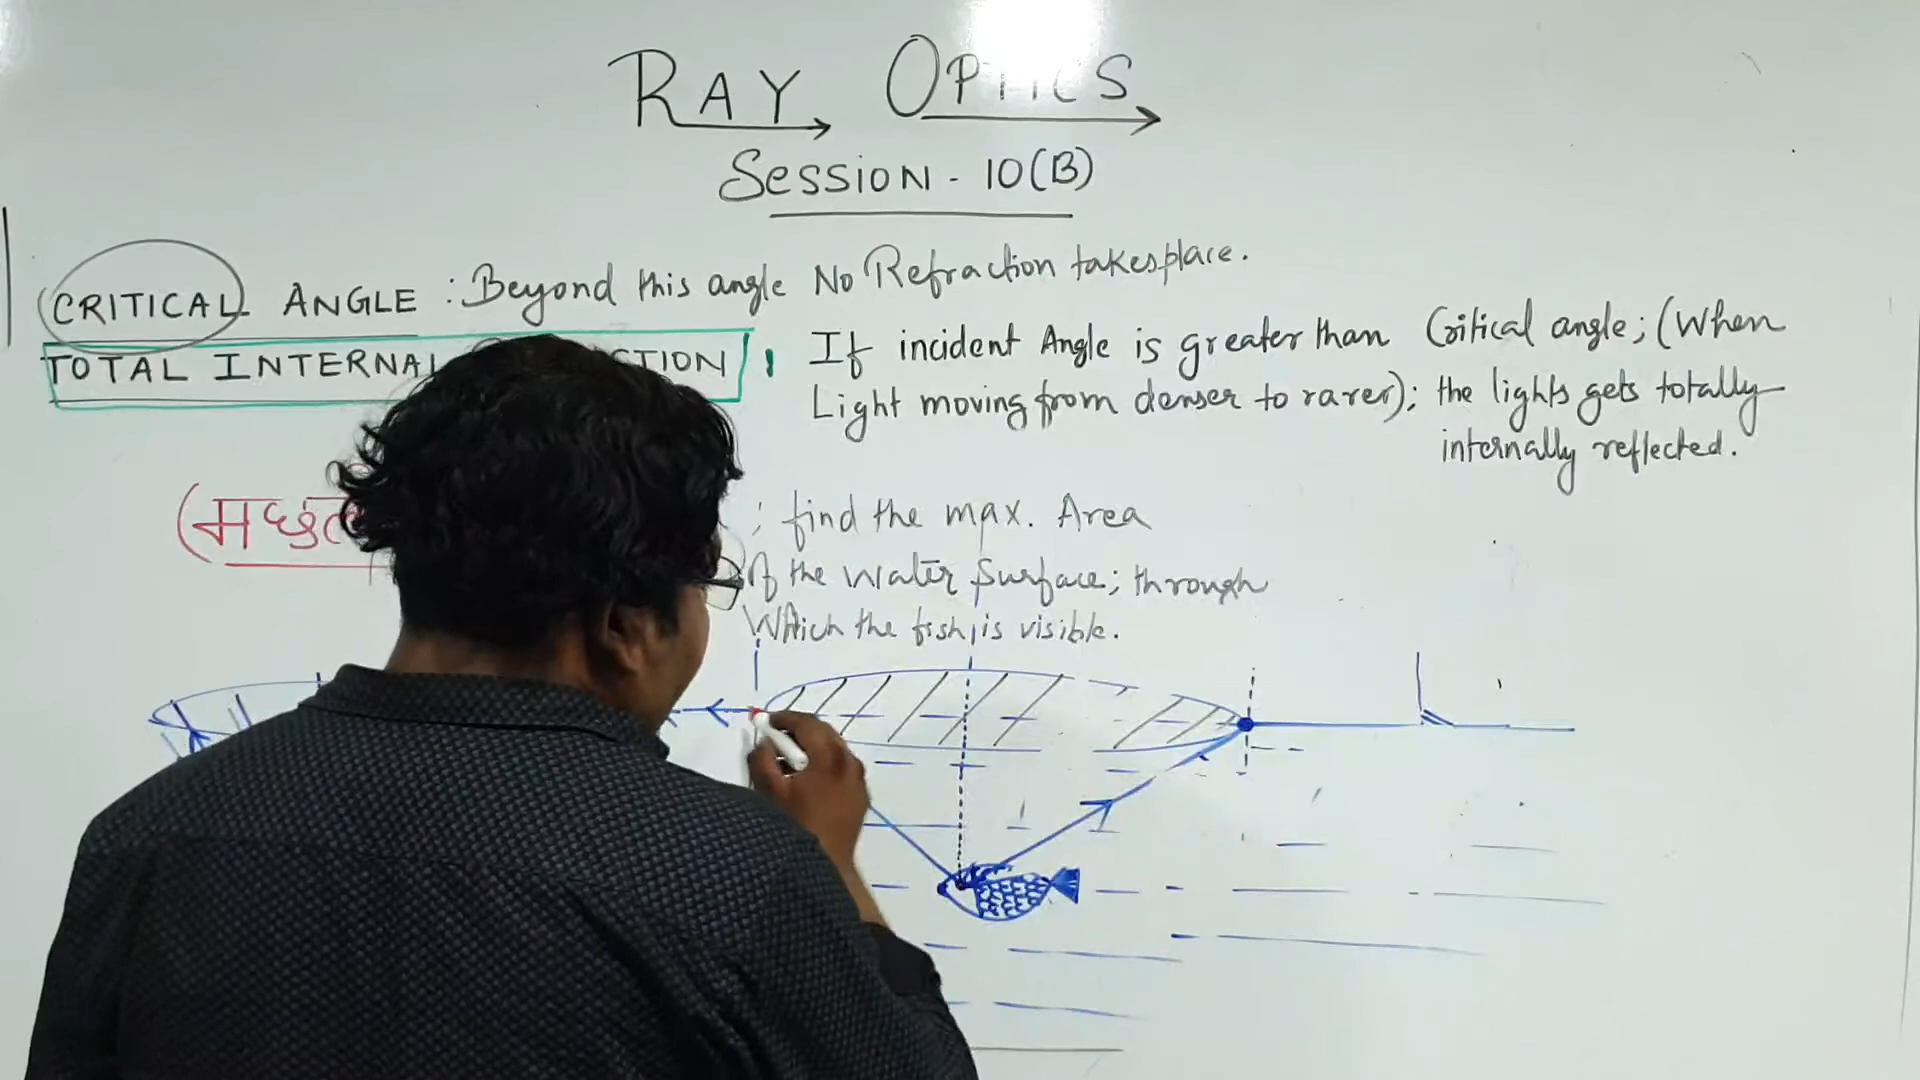 RAY OPTICS
SESSION - 10(B)
CRITICAL ANGLE : Beyond this angle No Refraction takes place.
TOTAL INTERNAL : If incident Angle is greater than Critical angle; (When
Light moving from denser to rarer); the lights gets totally
internally reflected.
; find the max. Area
Of the water surface; through
Which the fish is visible.